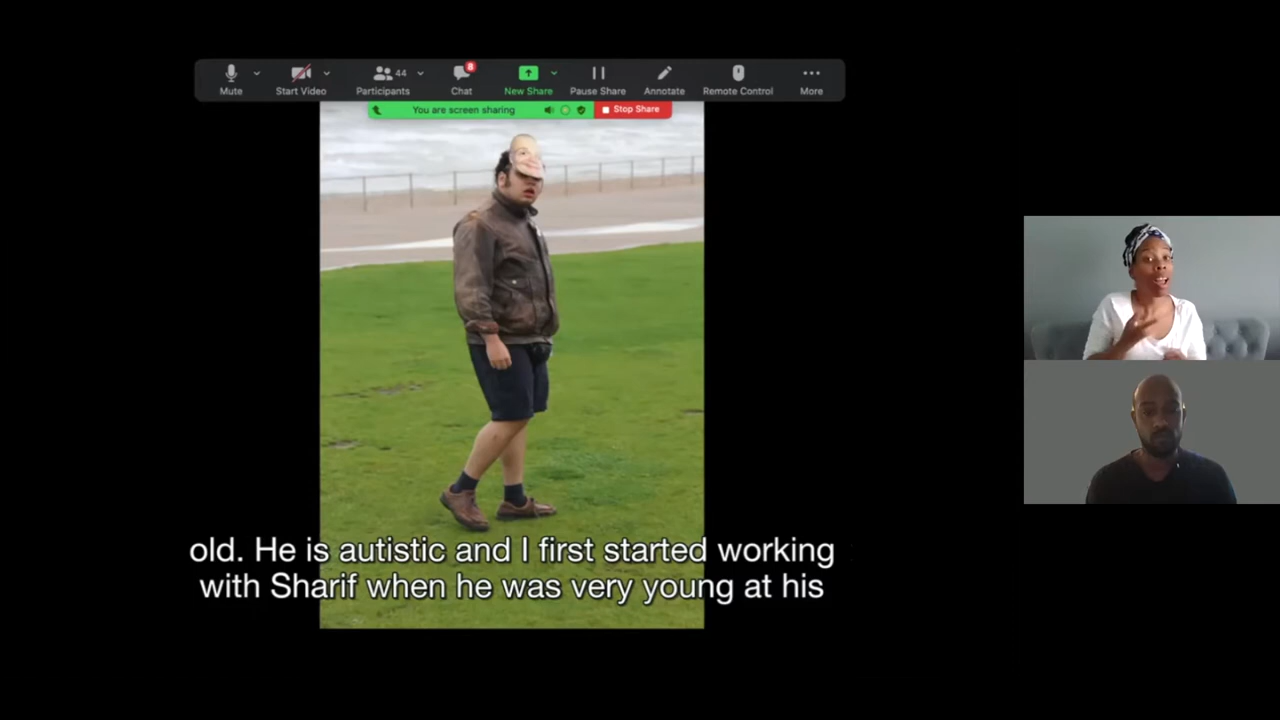 8
44
Mute
Start Video
Participants
Chat
New Share
Pause Share
Annotate
Remote Control
More
You are screen sharing
Stop Share
old. He is autistic and I first started working
with Sharif when he was very young at his